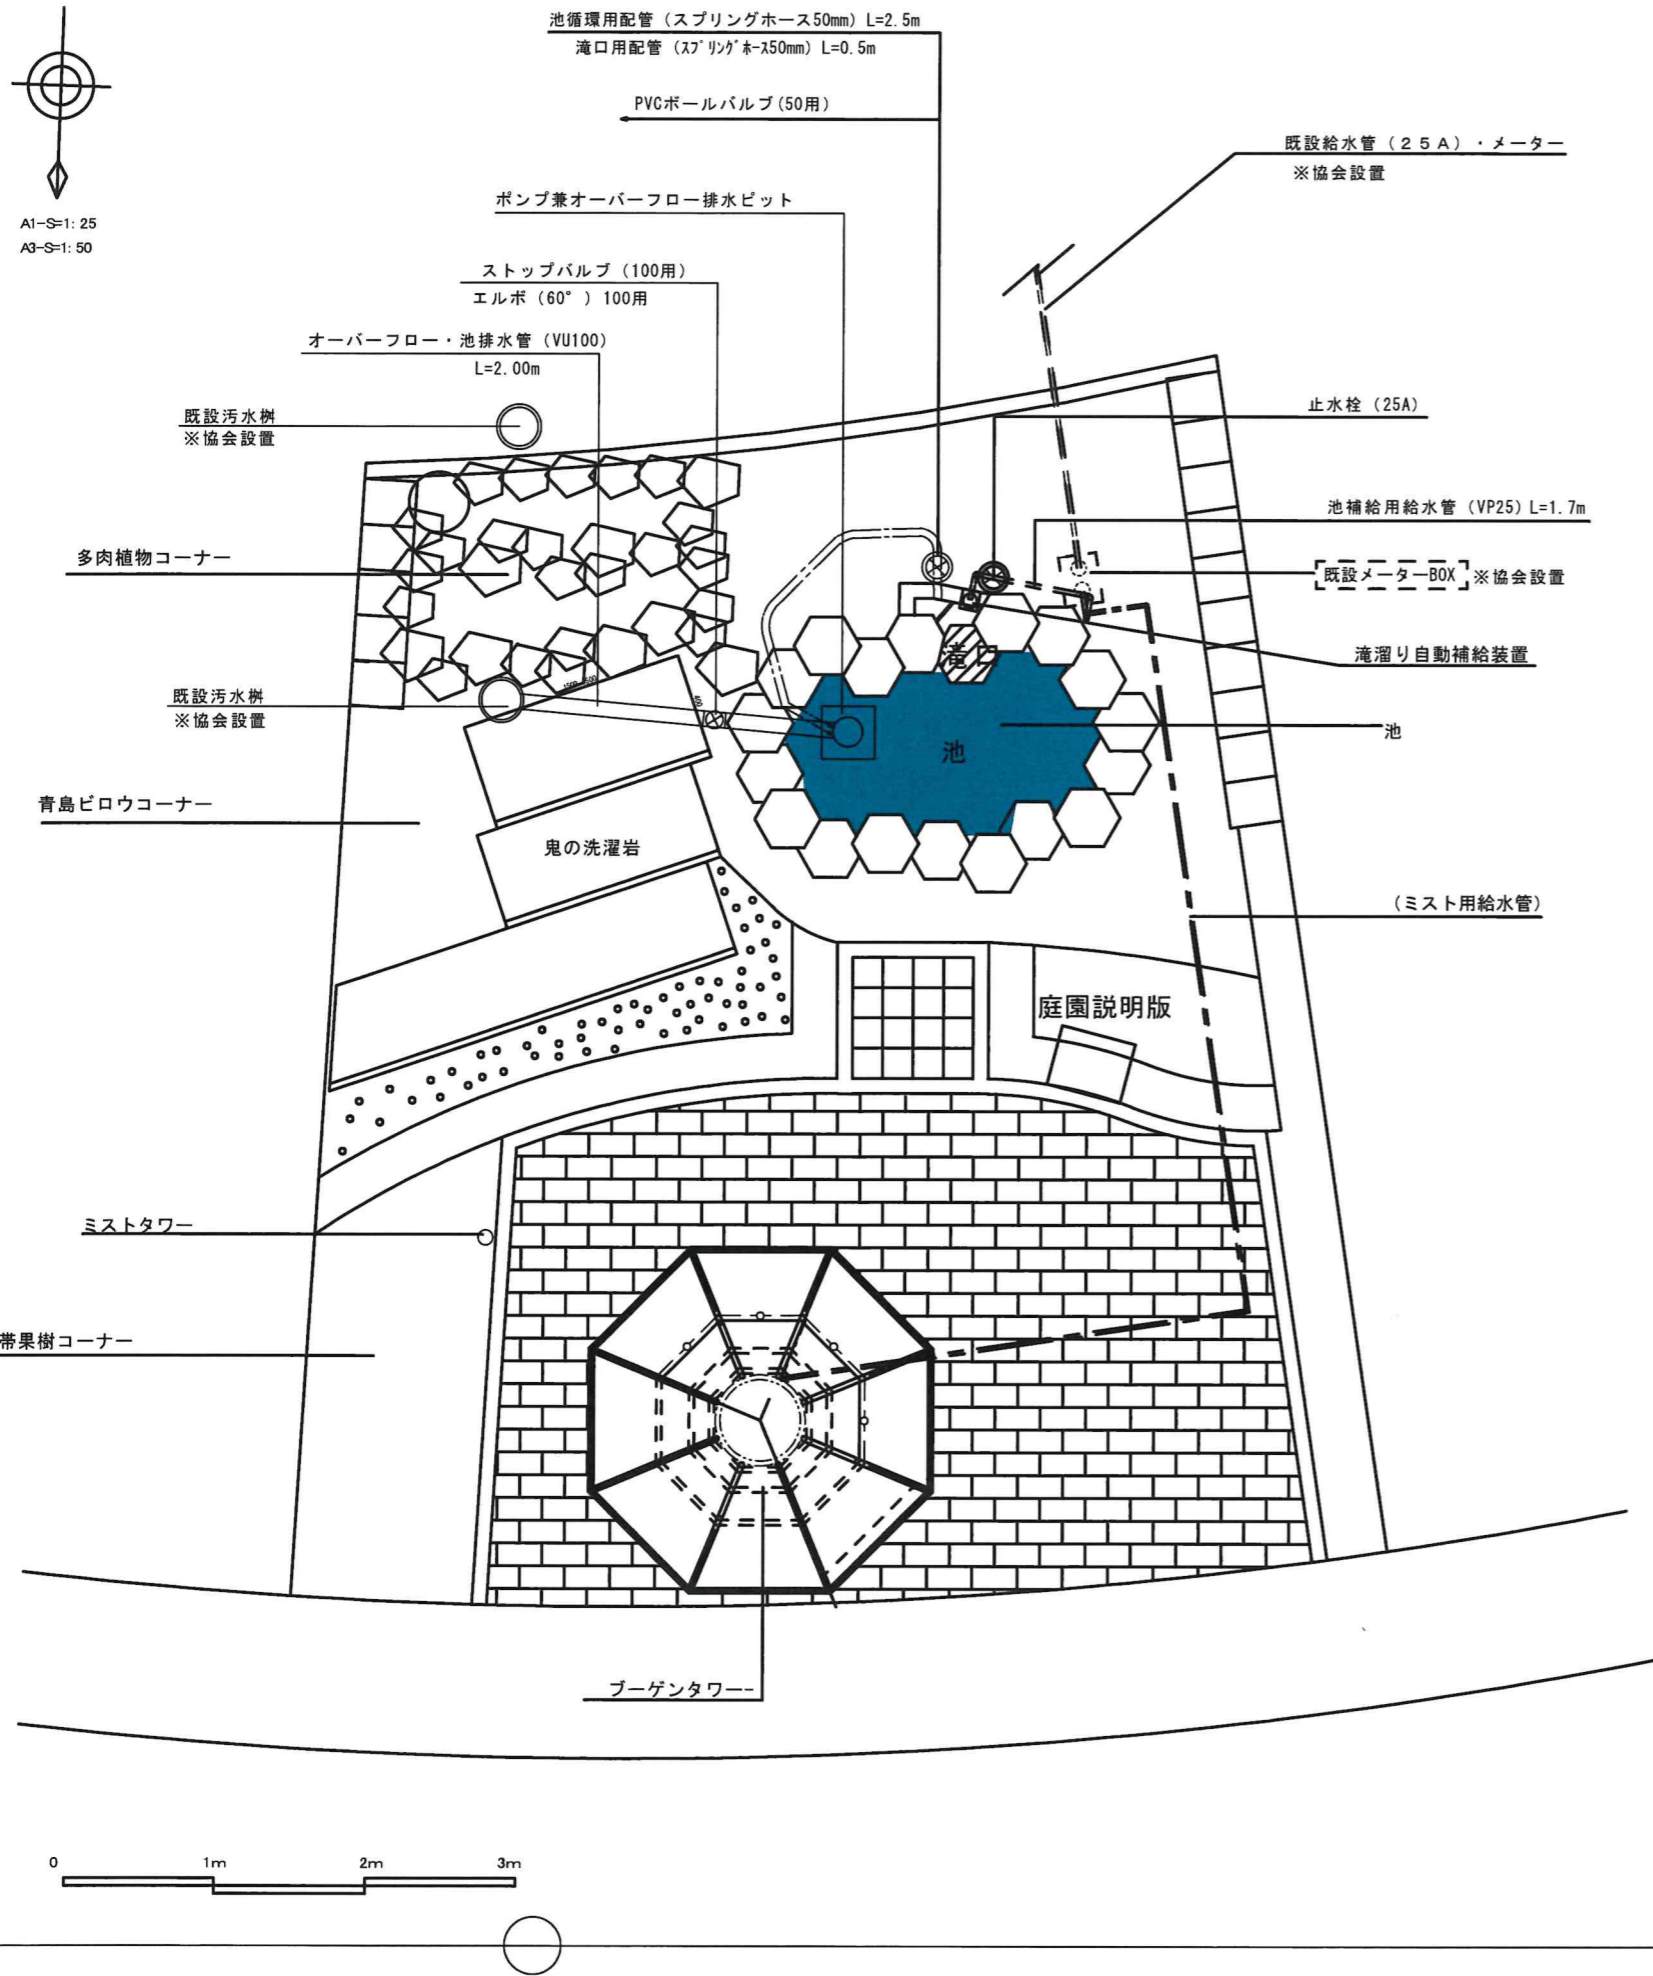 池循環用配管（スプリングホース50mm）L=2.5m
滝口用配管（ｽﾌﾟﾘﾝｸﾞﾎｰｽ50mm）L=0.5m
PVCボールバルブ(50用)
既設給水管（２５Ａ）・メーター
※協会設置
ポンプ兼オーバーフロー排水ピット
A1-S=1:25
A3-S=1:50
ストップバルブ（100用）
エルボ（60°）100用
オーバーフロー・池排水管（VU100）
L=2.00m
既設汚水桝
※協会設置
止水栓（25A）
池補給用給水管（VP25）L=1.7m
多肉植物コーナー
既設メーターBOX ※協会設置
滝口
滝溜り自動補給装置
既設汚水桝
※協会設置
400
池
池
青島ビロウコーナー
鬼の洗濯岩
（ミスト用給水管）
庭園説明版
ミストタワー
帯果樹コーナー
ブーゲンタワー
0 1m 2m 3m